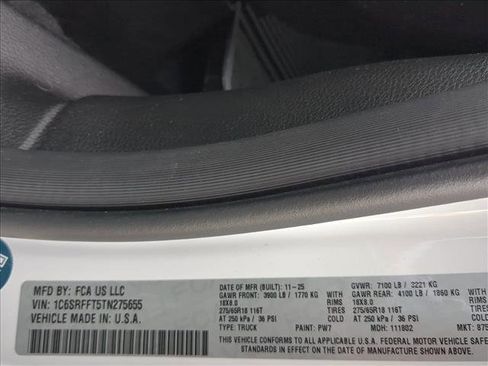 MFD BY: FCA US LLC
VIN: 1C6SRFFT5TN275655
VEHICLE MADE IN: U.S.A.
DATE OF MFR (BUILT): 11-25
GAWR FRONT: 3900 LB / 1770 KG
RIMS 18X8.0
TIRES 275/65R18 116T
COLD AT 250 kPa / 36 PSI
TYPE: TRUCK
GVWR: 7100 LB / 3221 KG
GAWR REAR: 4100 LB / 1860 KG
RIMS 18X8.0
TIRES 275/65R18 116T
COLD AT 250 kPa / 36 PSI
PAINT: PW7
MDH: 111802
MKT: 
THIS VEHICLE CONFORMS TO ALL APPLICABLE U.S.A. FEDERAL MOTOR VEHICLE
STANDARDS IN EFFECT ON THE DATE OF MANUFACTURE